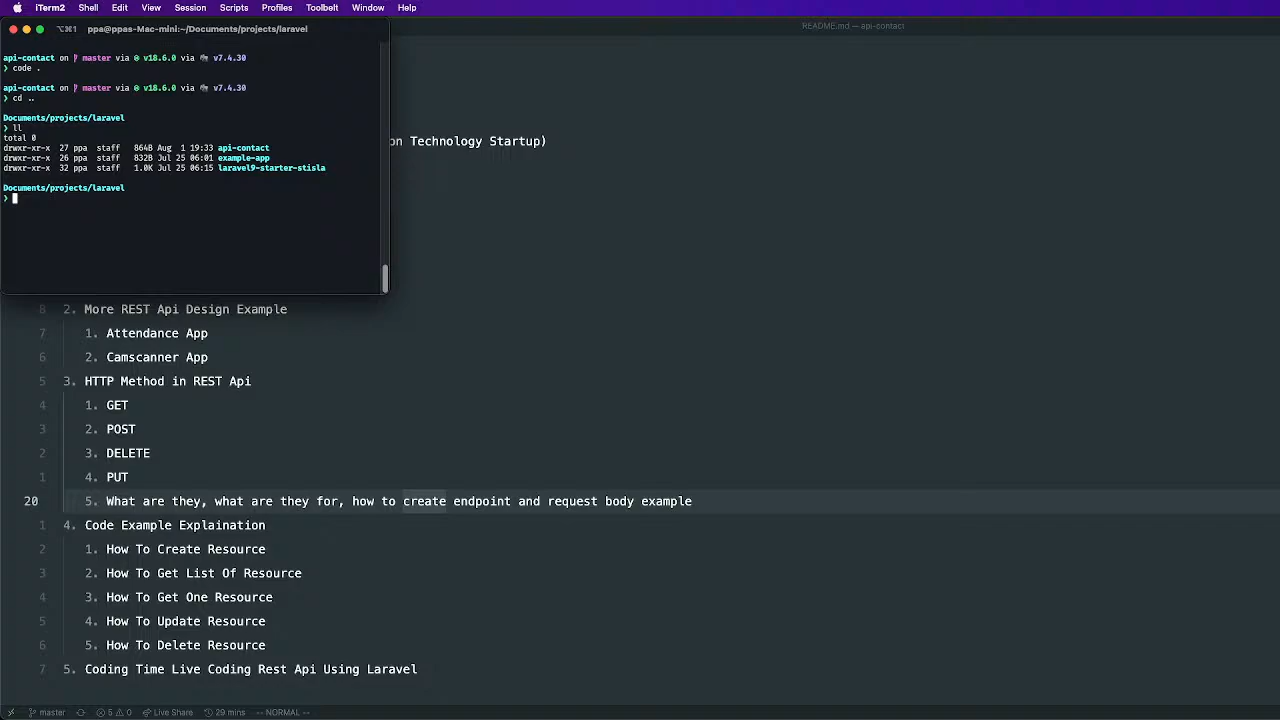 iTerm2 Shell Edit View Session Scripts Profiles Toolbelt Window Help
⌥⌘1 ppa@ppas-Mac-mini:~/Documents/projects/laravel
README.md — api-contact
api-contact on master via v18.6.0 via v7.4.30
❯ code .
api-contact on master via v18.6.0 via v7.4.30
❯ cd ..
Documents/projects/laravel
❯ ll
total 0
drwxr-xr-x 27 ppa staff 864B Aug 1 19:33 api-contact
drwxr-xr-x 26 ppa staff 832B Jul 25 06:01 example-app
drwxr-xr-x 32 ppa staff 1.0K Jul 25 06:15 laravel9-starter-stisla
Documents/projects/laravel
❯
on Technology Startup)
8 2. More REST Api Design Example
7 1. Attendance App
6 2. Camscanner App
5 3. HTTP Method in REST Api
4 1. GET
3 2. POST
2 3. DELETE
1 4. PUT
20 5. What are they, what are they for, how to create endpoint and request body example
1 4. Code Example Explaination
2 1. How To Create Resource
3 2. How To Get List Of Resource
4 3. How To Get One Resource
5 4. How To Update Resource
6 5. How To Delete Resource
7 5. Coding Time Live Coding Rest Api Using Laravel
master 5 0 Live Share 29 mins -- NORMAL --